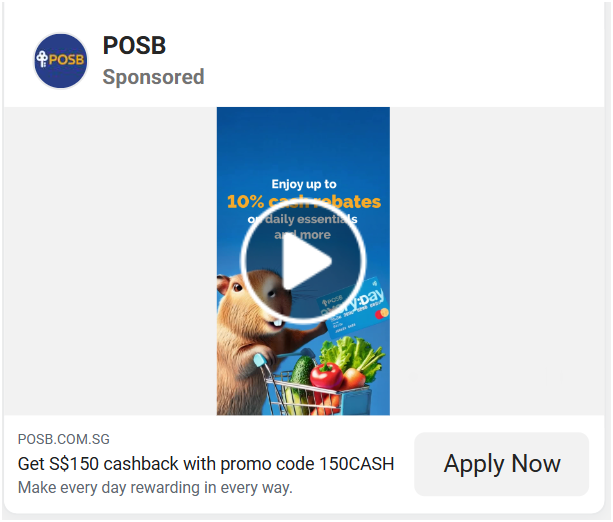 POSB
POSB
Sponsored
Enjoy up to
10% cash rebates
on daily essentials
and more
POSB
POSB.COM.SG
Get S$150 cashback with promo code 150CASH
Make every day rewarding in every way.
Apply Now